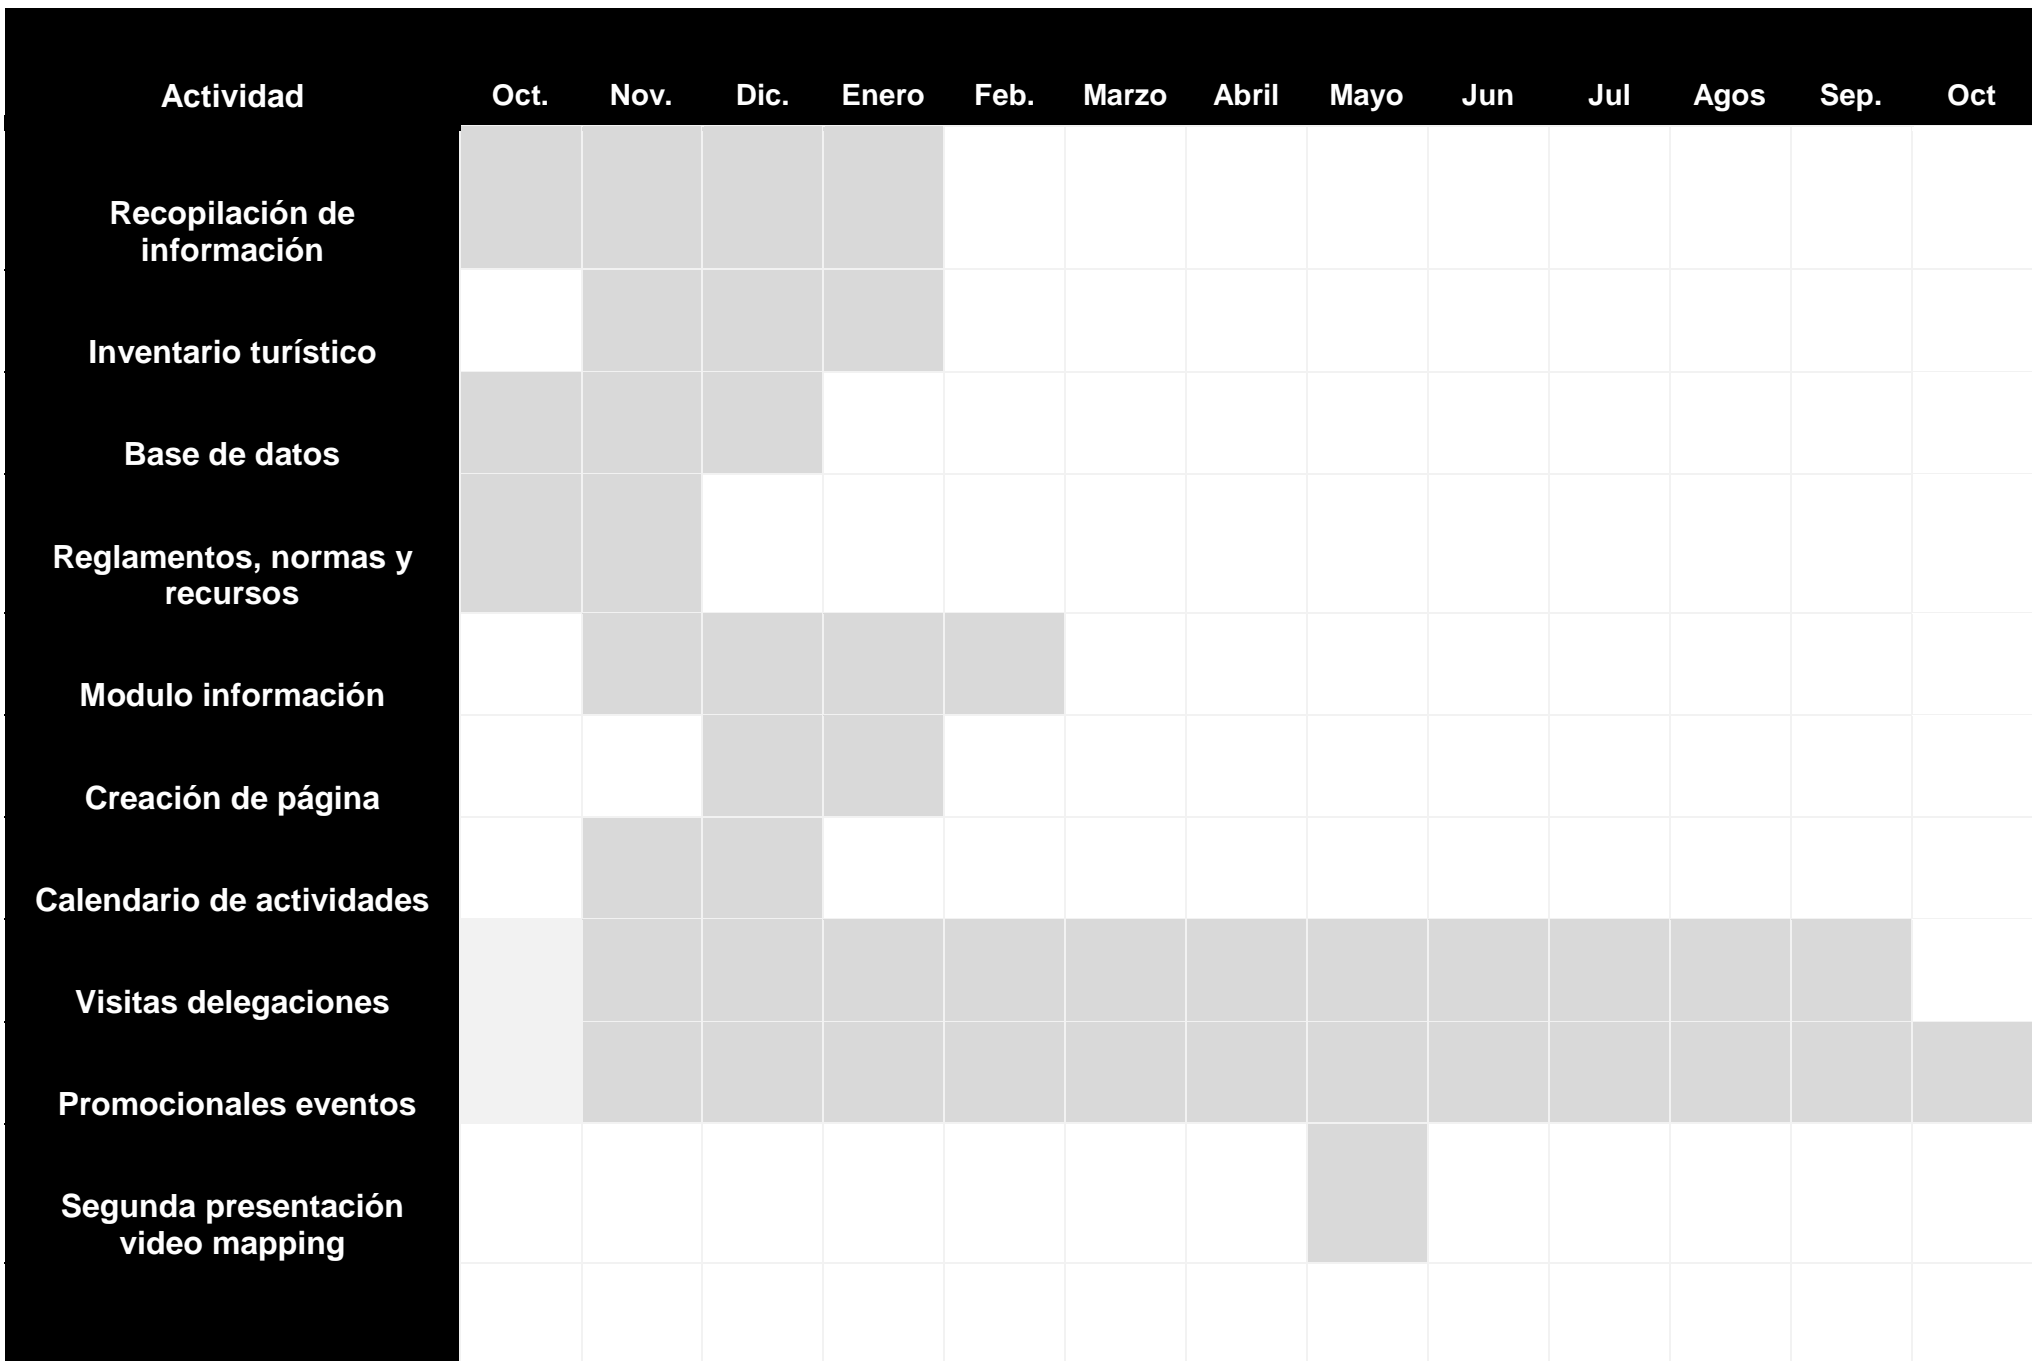 Actividad Oct. Nov. Dic. Enero Feb. Marzo Abril Mayo Jun Jul Agos Sep. Oct
Recopilación de
información
Inventario turístico
Base de datos
Reglamentos, normas y
recursos
Modulo información
Creación de página
Calendario de actividades
Visitas delegaciones
Promocionales eventos
Segunda presentación
video mapping